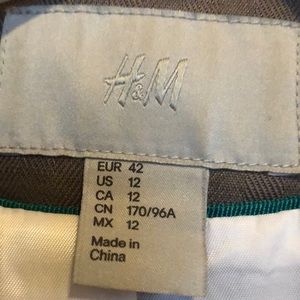 H&M
EUR 42
US 12
CA 12
CN 170/96A
MX 12
Made in
China